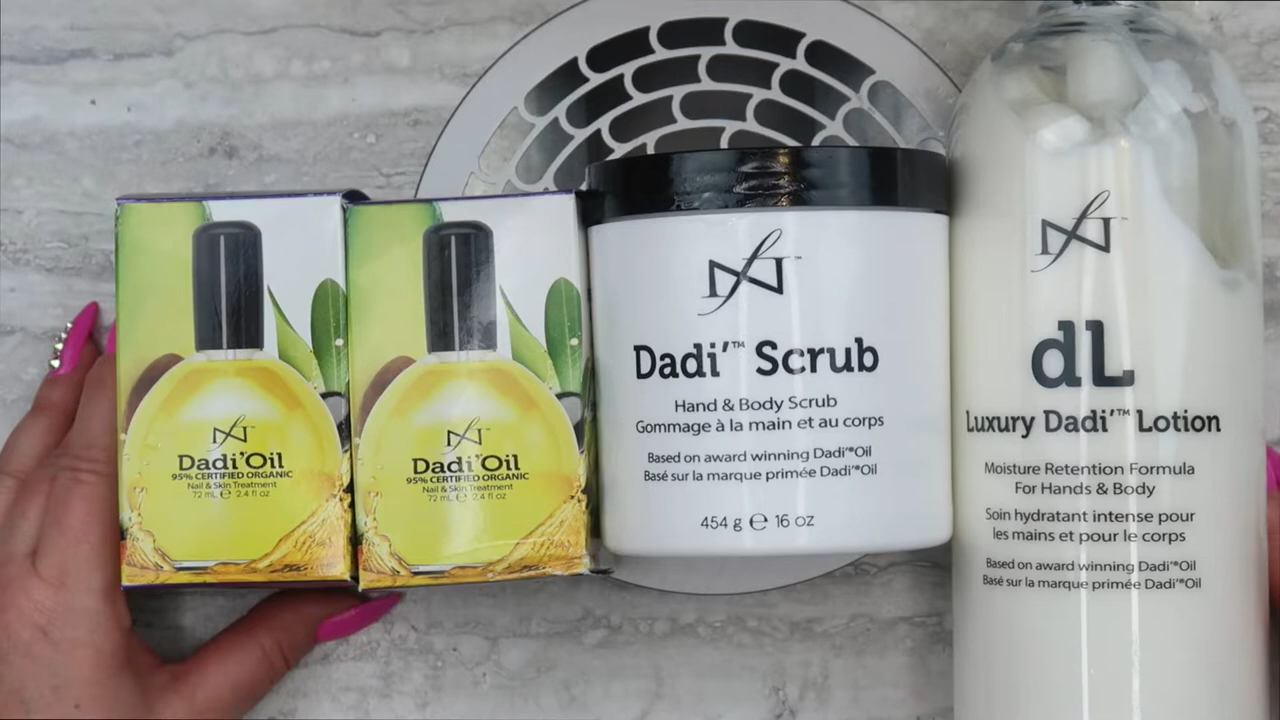 Dadi'Oil
95% CERTIFIED ORGANIC
Nail & Skin Treatment
72 mL e 2.4 fl oz
Dadi'Oil
95% CERTIFIED ORGANIC
Nail & Skin Treatment
72 mL e 2.4 fl oz
Dadi'™ Scrub
Hand & Body Scrub
Gommage à la main et au corps
Based on award winning Dadi'®Oil
Basé sur la marque primée Dadi'®Oil
454 g e 16 oz
dL
Luxury Dadi'™ Lotion
Moisture Retention Formula
For Hands & Body
Soin hydratant intense pour
les mains et pour le corps
Based on award winning Dadi'®Oil
Basé sur la marque primée Dadi'®Oil